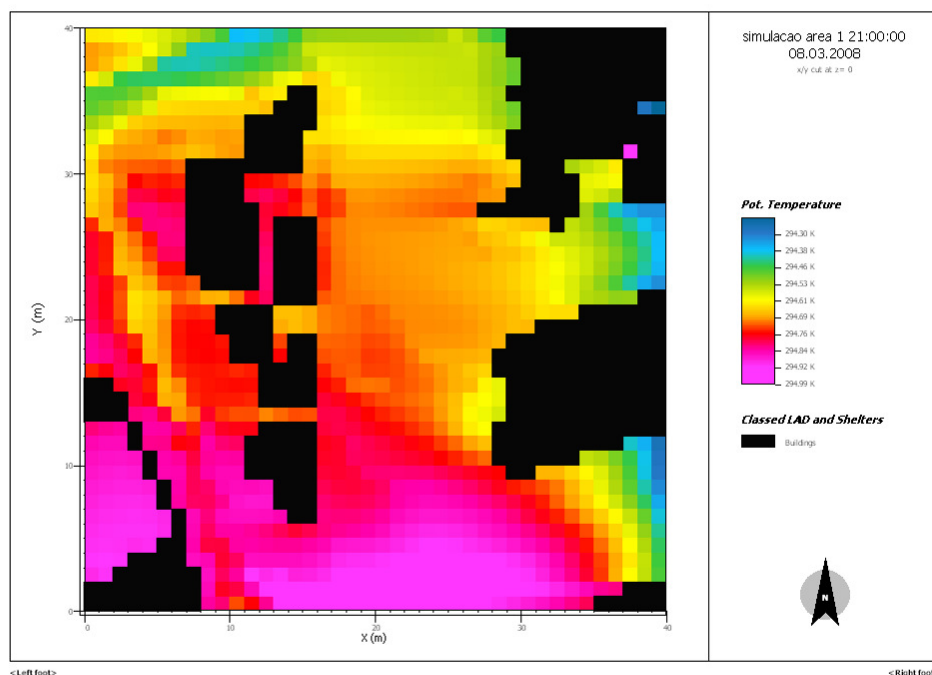 simulacao area 1 21:00:00
08.03.2008
x/y cut at z= 0
40
30
20
10
0
Y (m)
0
10
20
30
40
X (m)
Pot. Temperature
294.30 K
294.38 K
294.46 K
294.53 K
294.61 K
294.69 K
294.76 K
294.84 K
294.92 K
294.99 K
Classed LAD and Shelters
Buildings
N
<Left foot>
<Right foot